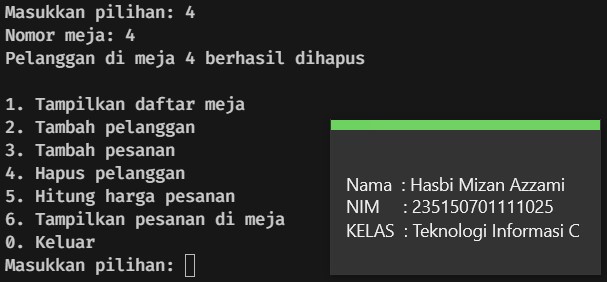 Masukkan pilihan: 4
Nomor meja: 4
Pelanggan di meja 4 berhasil dihapus
1. Tampilkan daftar meja
2. Tambah pelanggan
3. Tambah pesanan
4. Hapus pelanggan
5. Hitung harga pesanan
6. Tampilkan pesanan di meja
0. Keluar
Masukkan pilihan:
Nama : Hasbi Mizan Azzami
NIM : 235150701111025
KELAS : Teknologi Informasi C